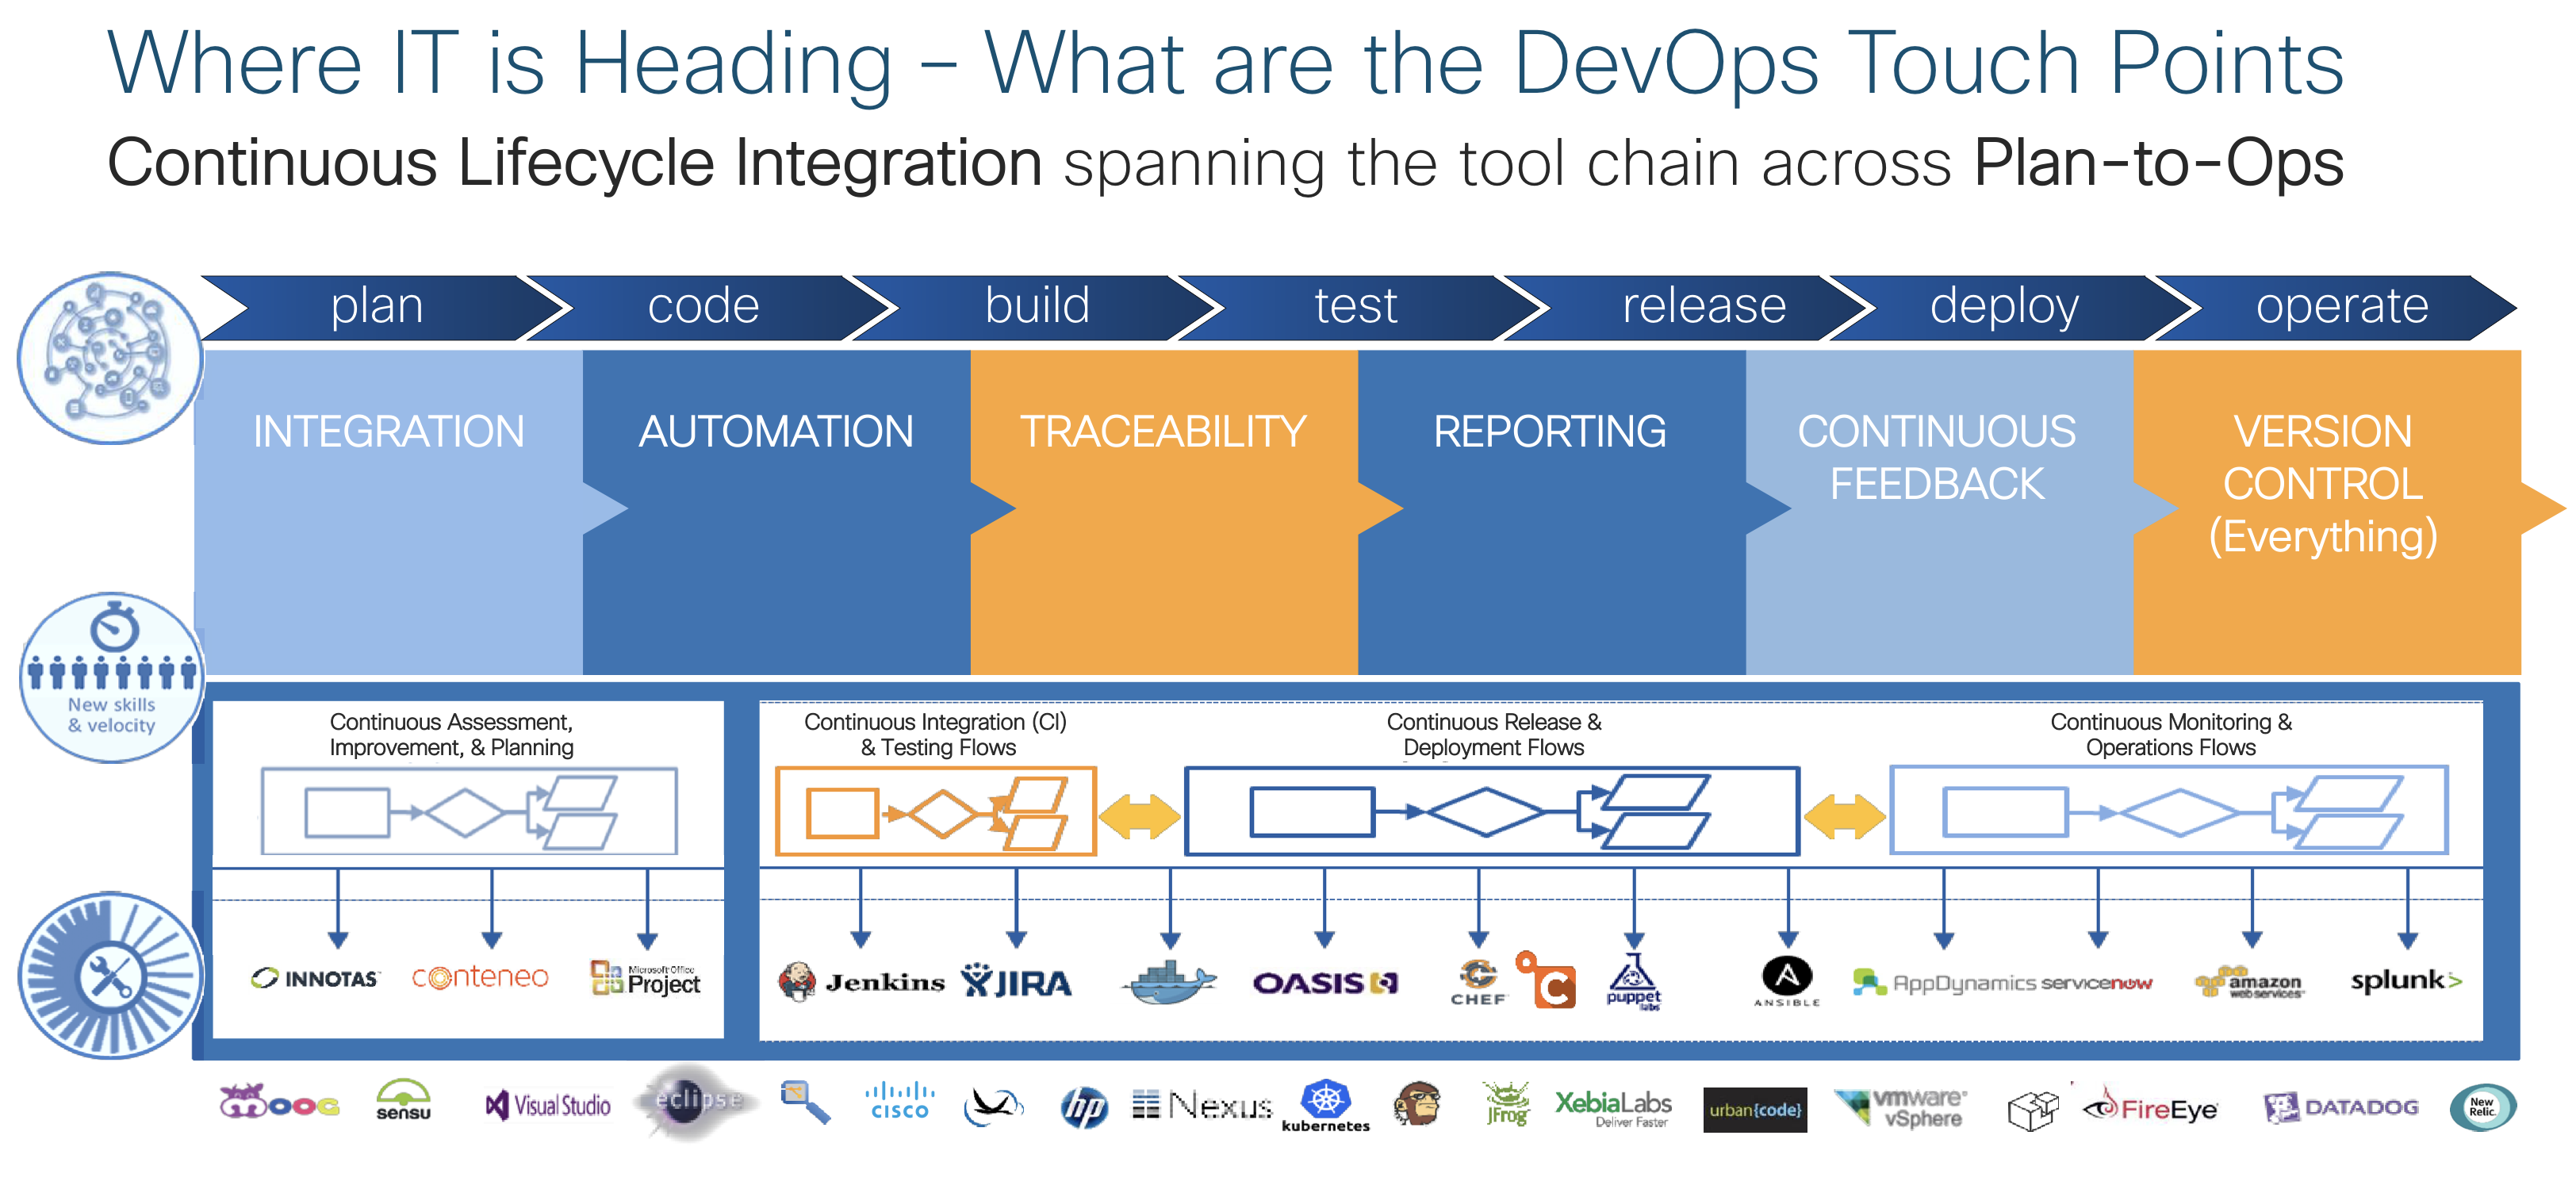 Where IT is Heading – What are the DevOps Touch Points
Continuous Lifecycle Integration spanning the tool chain across Plan-to-Ops
plan
code
build
test
release
deploy
operate
INTEGRATION
AUTOMATION
TRACEABILITY
REPORTING
CONTINUOUS
FEEDBACK
VERSION
CONTROL
(Everything)
New skills
& velocity
Continuous Assessment,
Improvement, & Planning
Continuous Integration (CI)
& Testing Flows
Continuous Release &
Deployment Flows
Continuous Monitoring &
Operations Flows
INNOTAS
conteneo
Microsoft Office
Project
Jenkins
JIRA
OASIS
CHEF
C
puppet
labs
A
ANSIBLE
AppDynamics
servicenow
amazon
webservices
splunk>
sensu
Visual Studio
eclipse
CISCO
hp
Nexus
kubernetes
JFrog
XebiaLabs
Deliver Faster
urban{code}
vmware®
vSphere
FireEye
DATADOG
New
Relic.